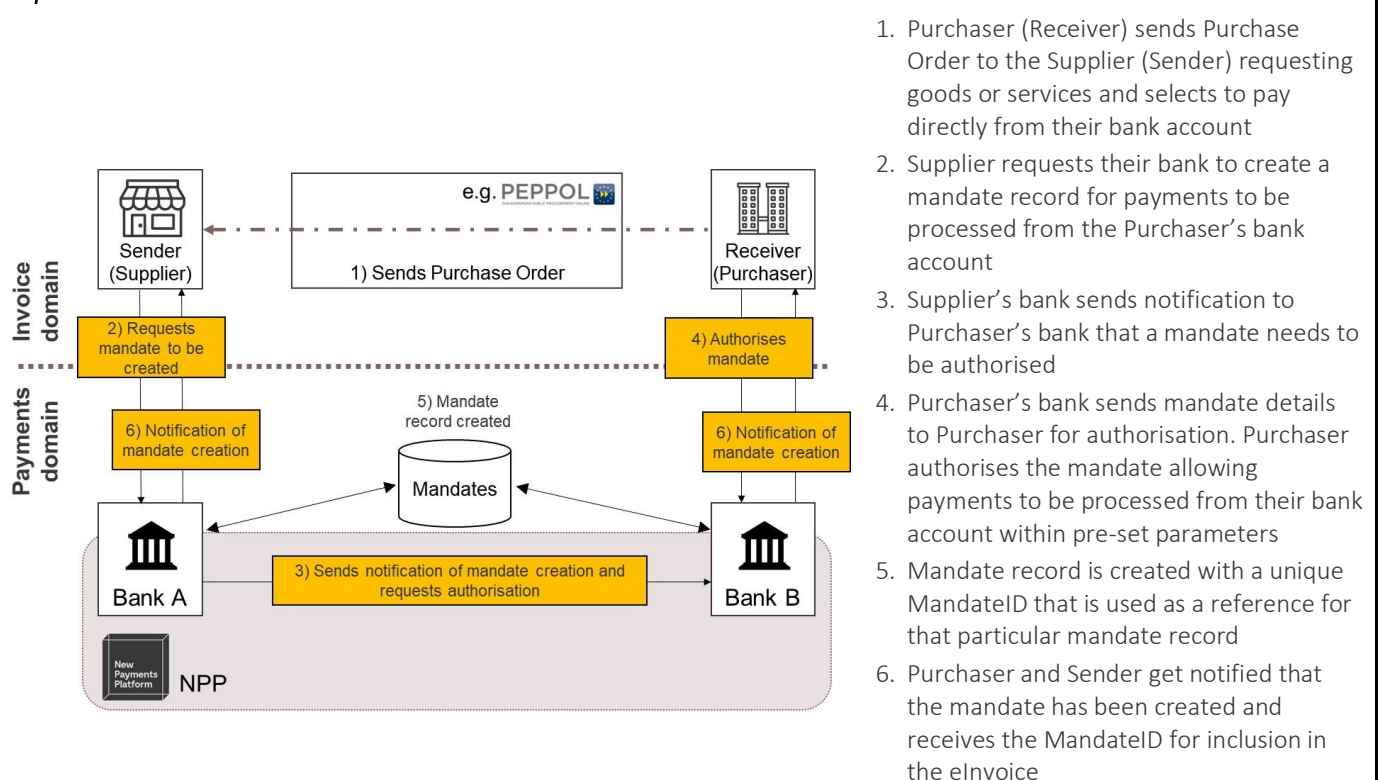 e.g. PEPPOL
PAN-EUROPEAN PUBLIC PROCUREMENT ONLINE
Sender
(Supplier)
1) Sends Purchase Order
Receiver
(Purchaser)
Invoice
domain
2) Requests
mandate to be
created
4) Authorises
mandate
Payments
domain
6) Notification of
mandate creation
5) Mandate
record created
Mandates
6) Notification of
mandate creation
3) Sends notification of mandate creation and
requests authorisation
Bank A
Bank B
New
Payments
Platform
NPP
1. Purchaser (Receiver) sends Purchase
Order to the Supplier (Sender) requesting
goods or services and selects to pay
directly from their bank account
2. Supplier requests their bank to create a
mandate record for payments to be
processed from the Purchaser’s bank
account
3. Supplier’s bank sends notification to
Purchaser’s bank that a mandate needs to
be authorised
4. Purchaser’s bank sends mandate details
to Purchaser for authorisation. Purchaser
authorises the mandate allowing
payments to be processed from their bank
account within pre-set parameters
5. Mandate record is created with a unique
MandateID that is used as a reference for
that particular mandate record
6. Purchaser and Sender get notified that
the mandate has been created and
receives the MandateID for inclusion in
the eInvoice